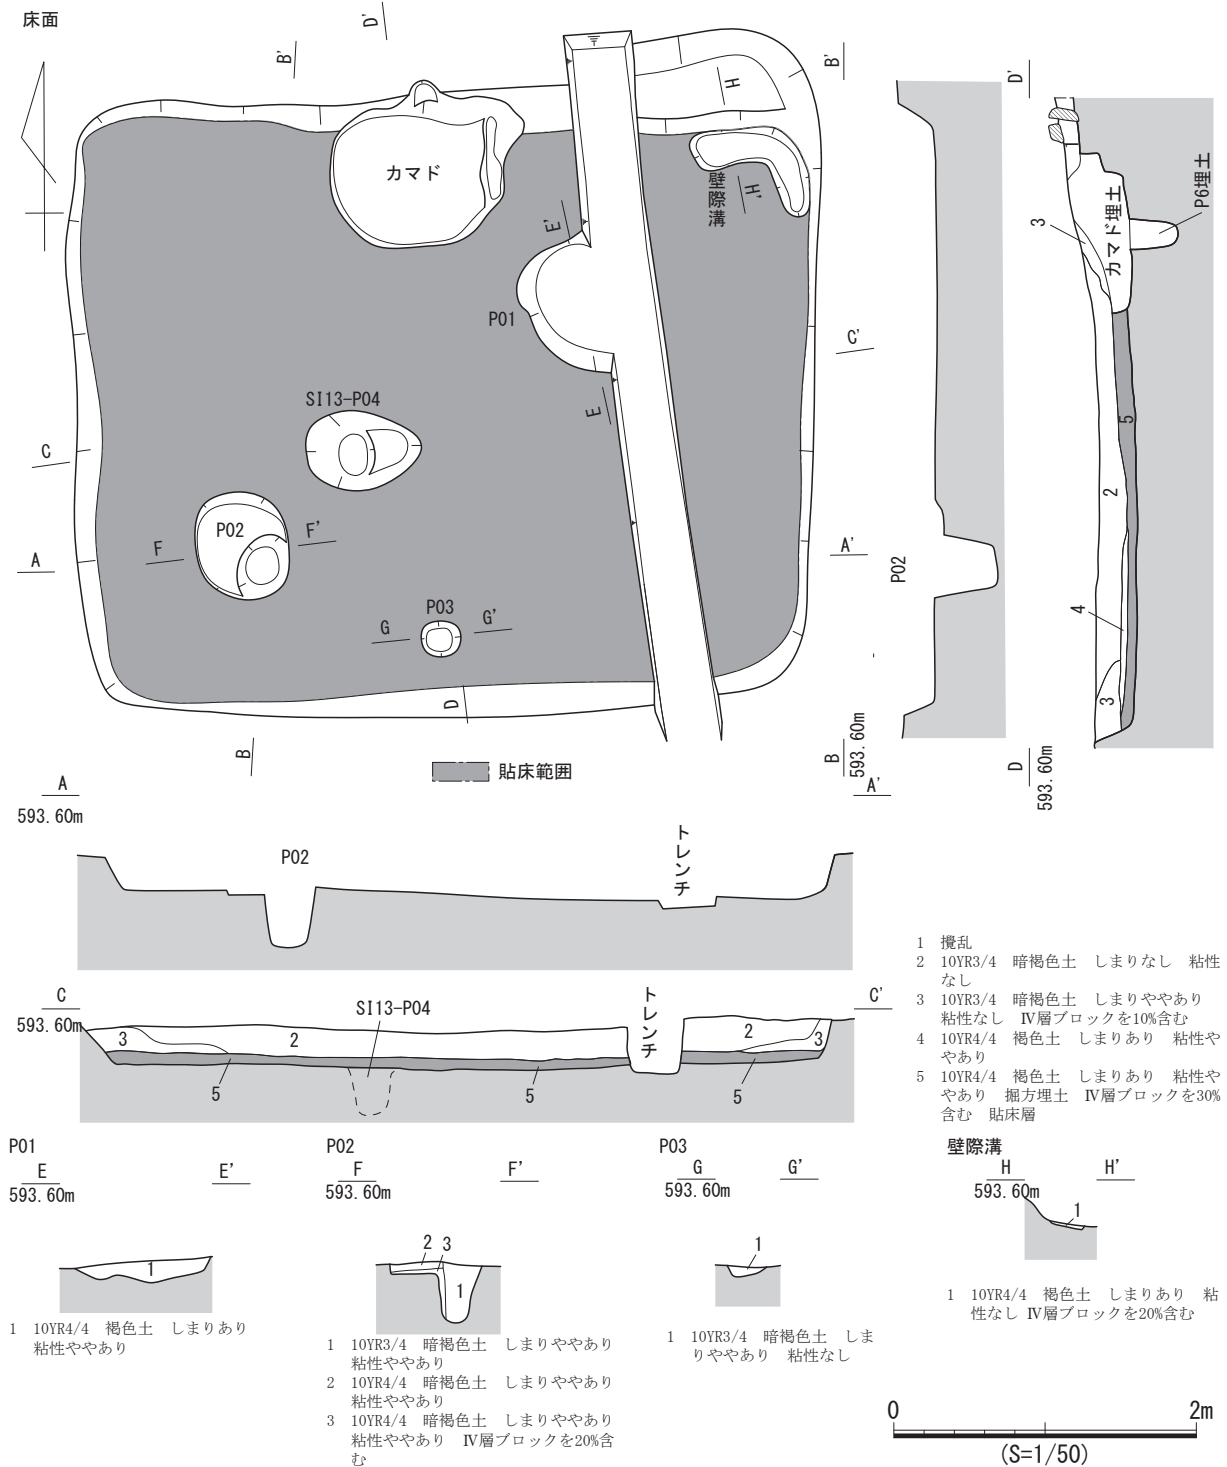 床面
D'
B'
B'
D'
H
カマド
壁際溝
H'
E'
P01
C'
E
SI13-P04
C
P02
F
F'
A
A'
P03
G
G'
D
B
貼床範囲
P02
B
593.60m
3
カマド埋土
P6埋土
5
2
4
3
D
593.60m
A
593.60m
A'
P02
トレンチ
C
593.60m
C'
SI13-P04
トレンチ
3
2
2
3
5
5
5
1 攪乱
2 10YR3/4 暗褐色土 しまりなし 粘性
なし
3 10YR3/4 暗褐色土 しまりややあり
粘性なし Ⅳ層ブロックを10%含む
4 10YR4/4 褐色土 しまりあり 粘性や
やあり
5 10YR4/4 褐色土 しまりあり 粘性や
やあり 掘方埋土 Ⅳ層ブロックを30%
含む 貼床層
P01
E
593.60m
E'
1
1 10YR4/4 褐色土 しまりあり
粘性ややあり
P02
F
593.60m
F'
2
3
1
1 10YR3/4 暗褐色土 しまりややあり
粘性ややあり
2 10YR4/4 暗褐色土 しまりややあり
粘性ややあり
3 10YR4/4 暗褐色土 しまりややあり
粘性ややあり Ⅳ層ブロックを20%含
む
P03
G
593.60m
G'
1
1 10YR3/4 暗褐色土 しま
りややあり 粘性なし
壁際溝
H
593.60m
H'
1
1 10YR4/4 褐色土 しまりあり 粘
性なし Ⅳ層ブロックを20%含む
0
2m
(S=1/50)